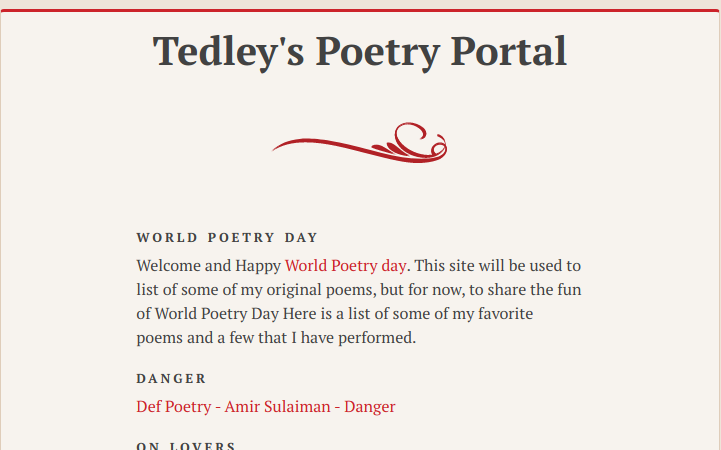 Tedley's Poetry Portal
WORLD POETRY DAY
Welcome and Happy World Poetry day. This site will be used to
list of some of my original poems, but for now, to share the fun
of World Poetry Day Here is a list of some of my favorite
poems and a few that I have performed.
DANGER
Def Poetry - Amir Sulaiman - Danger
ON LOVERS